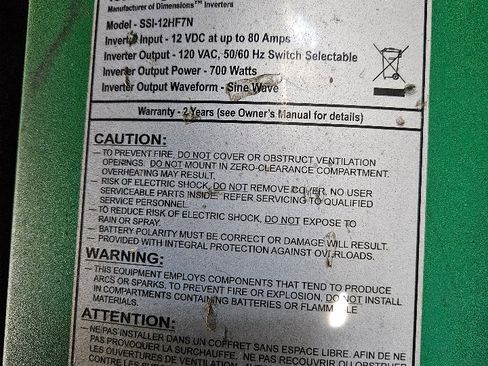 Manufacturer of Dimensions™ Inverters
Model - SSI-12HF7N
Inverter Input - 12 VDC at up to 80 Amps
Inverter Output - 120 VAC, 50/60 Hz Switch Selectable
Inverter Output Power - 700 Watts
Inverter Output Waveform - Sine Wave
Warranty - 2 Years (see Owner's Manual for details)
CAUTION:
— TO PREVENT FIRE, DO NOT COVER OR OBSTRUCT VENTILATION
OPENINGS. DO NOT MOUNT IN ZERO-CLEARANCE COMPARTMENT.
OVERHEATING MAY RESULT.
— RISK OF ELECTRIC SHOCK, DO NOT REMOVE COVER. NO USER
SERVICEABLE PARTS INSIDE. REFER SERVICING TO QUALIFIED
SERVICE PERSONNEL.
— TO REDUCE RISK OF ELECTRIC SHOCK, DO NOT EXPOSE TO
RAIN OR SPRAY.
— BATTERY POLARITY MUST BE CORRECT OR DAMAGE WILL RESULT.
— PROVIDED WITH INTEGRAL PROTECTION AGAINST OVERLOADS.
WARNING:
— THIS EQUIPMENT EMPLOYS COMPONENTS THAT TEND TO PRODUCE
ARCS OR SPARKS. TO PREVENT FIRE OR EXPLOSION, DO NOT INSTALL
IN COMPARTMENTS CONTAINING BATTERIES OR FLAMMABLE
MATERIALS.
ATTENTION:
— NE PAS INSTALLER DANS UN COFFRET SANS ESPACE LIBRE. AFIN DE NE
PAS PROVOQUER LA SURCHAUFFE. NE PAS RECOUVRIR OU OBSTRUER
LES OUVERTURES DE VENTILATION.
CONTRE LES